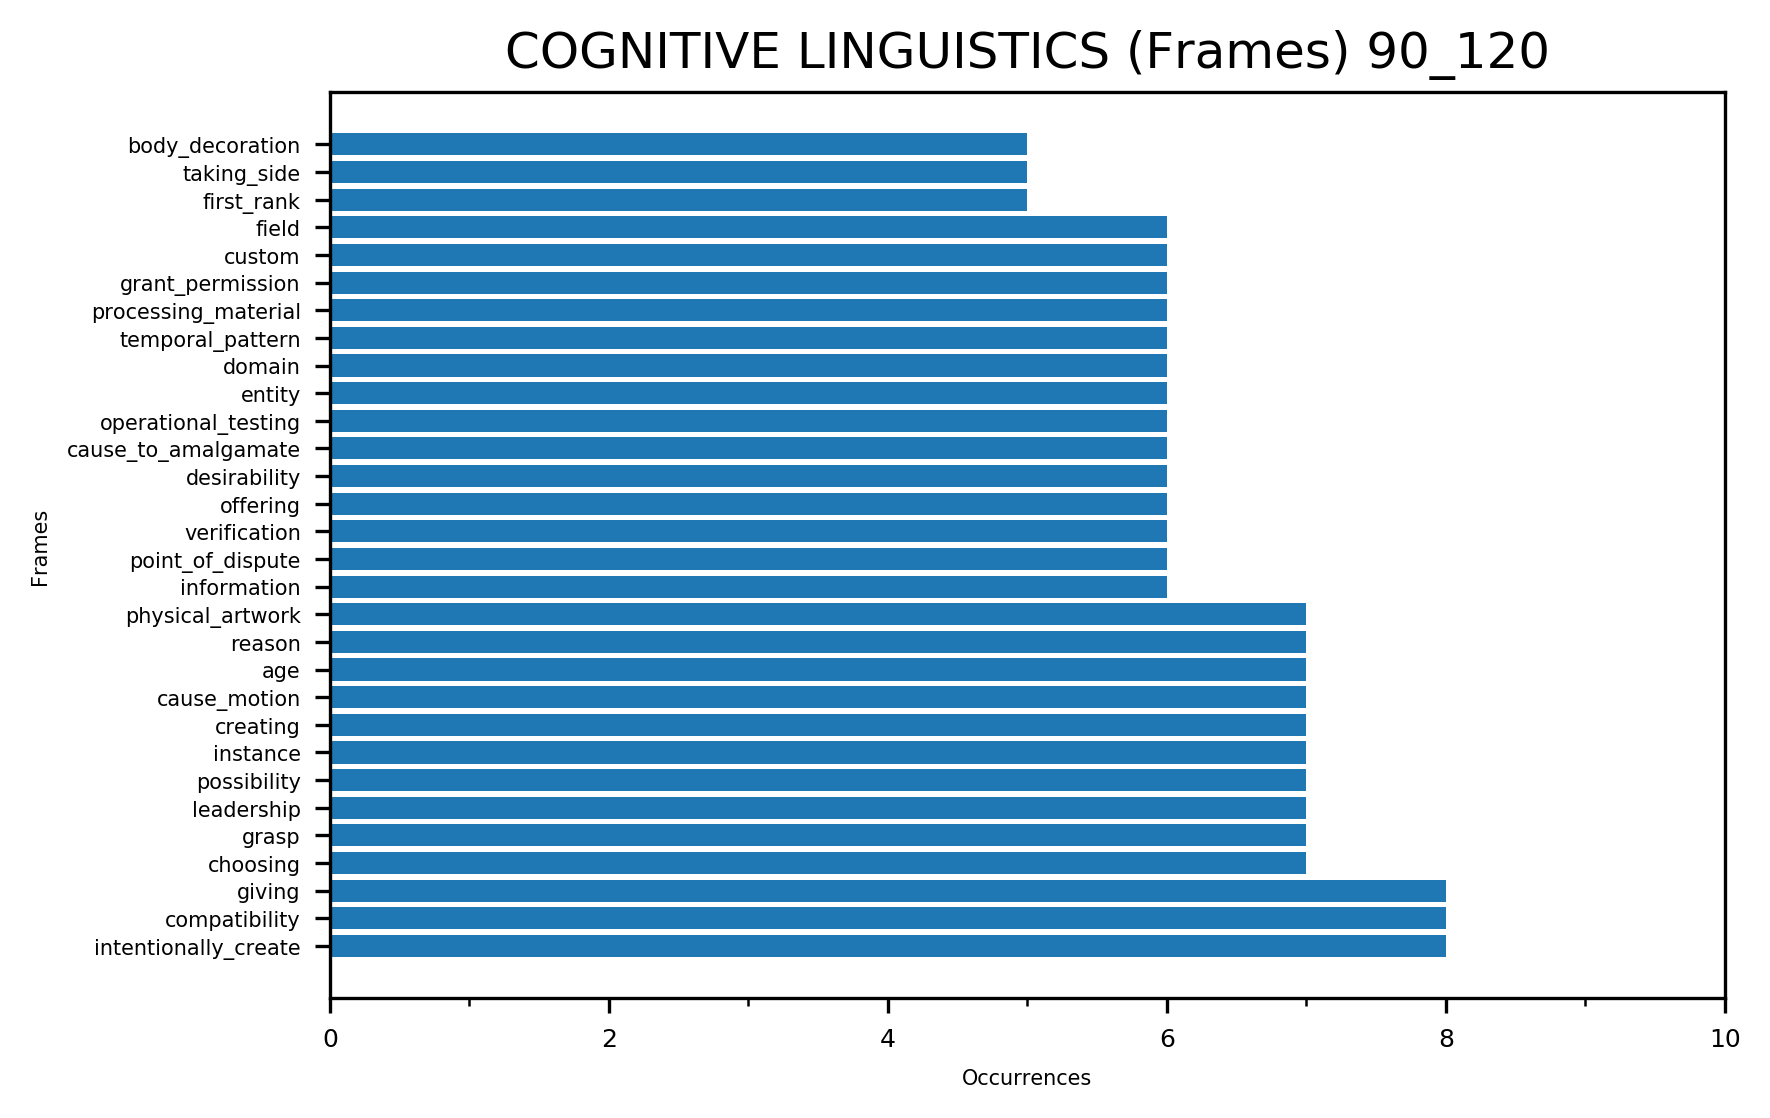 COGNITIVE LINGUISTICS (Frames) 90_120
body_decoration
taking_side
first_rank
field
custom
grant_permission
processing_material
temporal_pattern
domain
entity
operational_testing
cause_to_amalgamate
desirability
offering
verification
point_of_dispute
information
physical_artwork
reason
age
cause_motion
creating
instance
possibility
leadership
grasp
choosing
giving
compatibility
intentionally_create
Frames
0 2 4 6 8 10
Occurrences